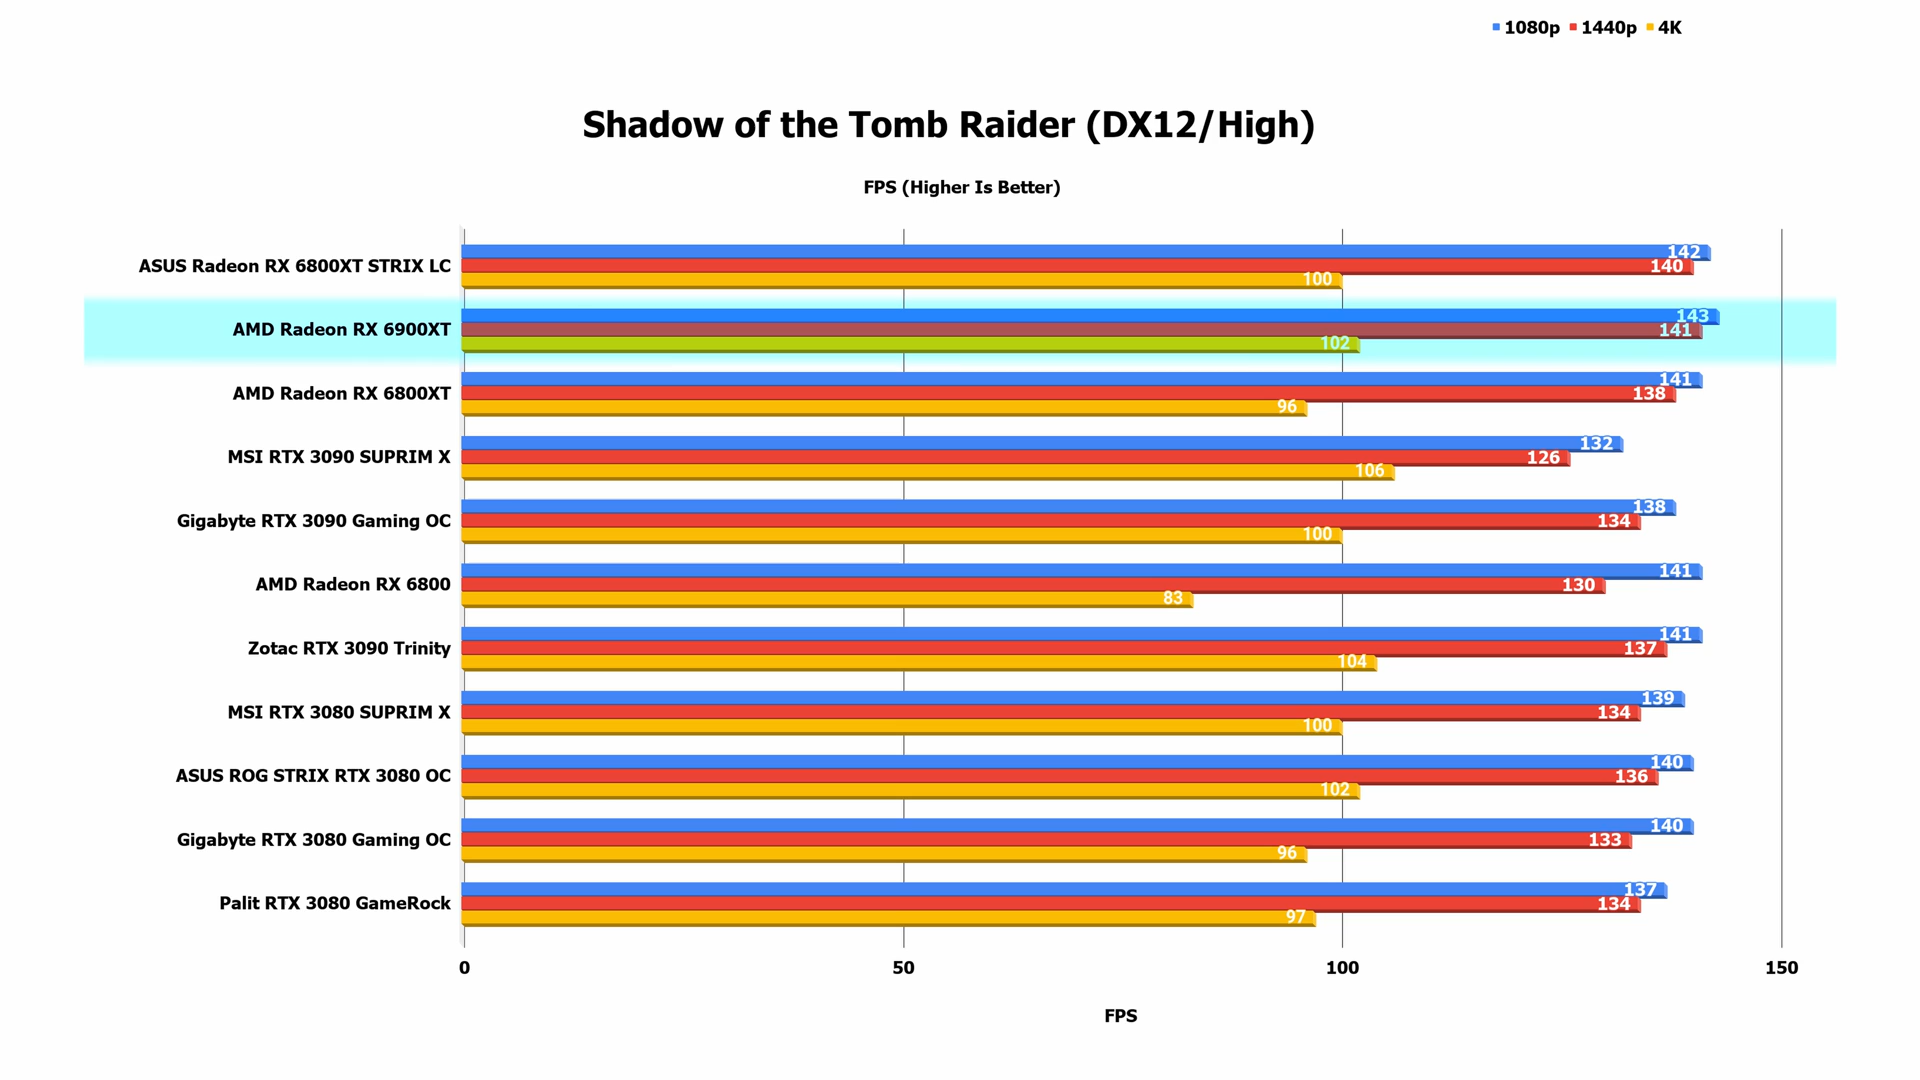 1080p 1440p 4K
Shadow of the Tomb Raider (DX12/High)
FPS (Higher Is Better)
ASUS Radeon RX 6800XT STRIX LC
142
140
100
AMD Radeon RX 6900XT
143
141
102
AMD Radeon RX 6800XT
141
138
96
MSI RTX 3090 SUPRIM X
132
126
106
Gigabyte RTX 3090 Gaming OC
138
134
100
AMD Radeon RX 6800
141
130
83
Zotac RTX 3090 Trinity
141
137
104
MSI RTX 3080 SUPRIM X
139
134
100
ASUS ROG STRIX RTX 3080 OC
140
136
102
Gigabyte RTX 3080 Gaming OC
140
133
96
Palit RTX 3080 GameRock
137
134
97
0 50 100 150
FPS